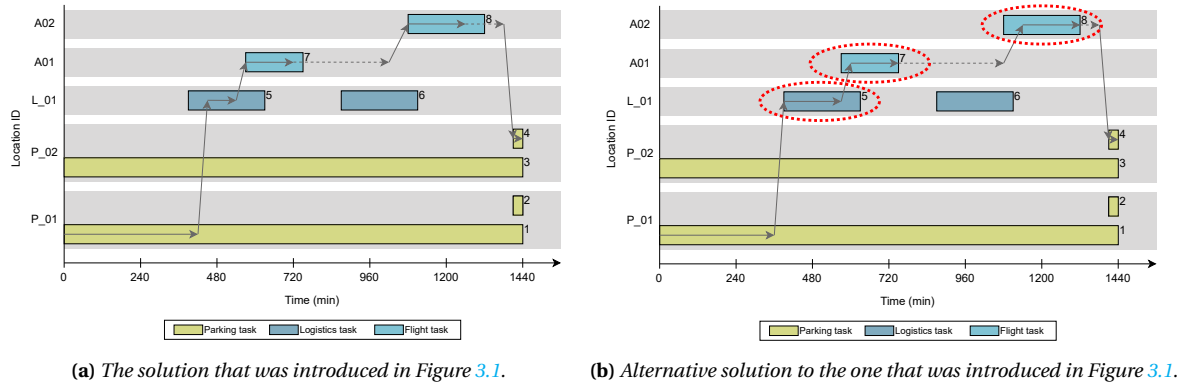 A02
8
A01
7
L_01
5
6
4
P_02
3
2
P_01
1
0
240
480
720
960
1200
1440
Location ID
Time (min)
Parking task
Logistics task
Flight task
(a) The solution that was introduced in Figure 3.1.
A02
8
A01
7
L_01
5
6
4
P_02
3
2
P_01
1
0
240
480
720
960
1200
1440
Location ID
Time (min)
Parking task
Logistics task
Flight task
(b) Alternative solution to the one that was introduced in Figure 3.1.